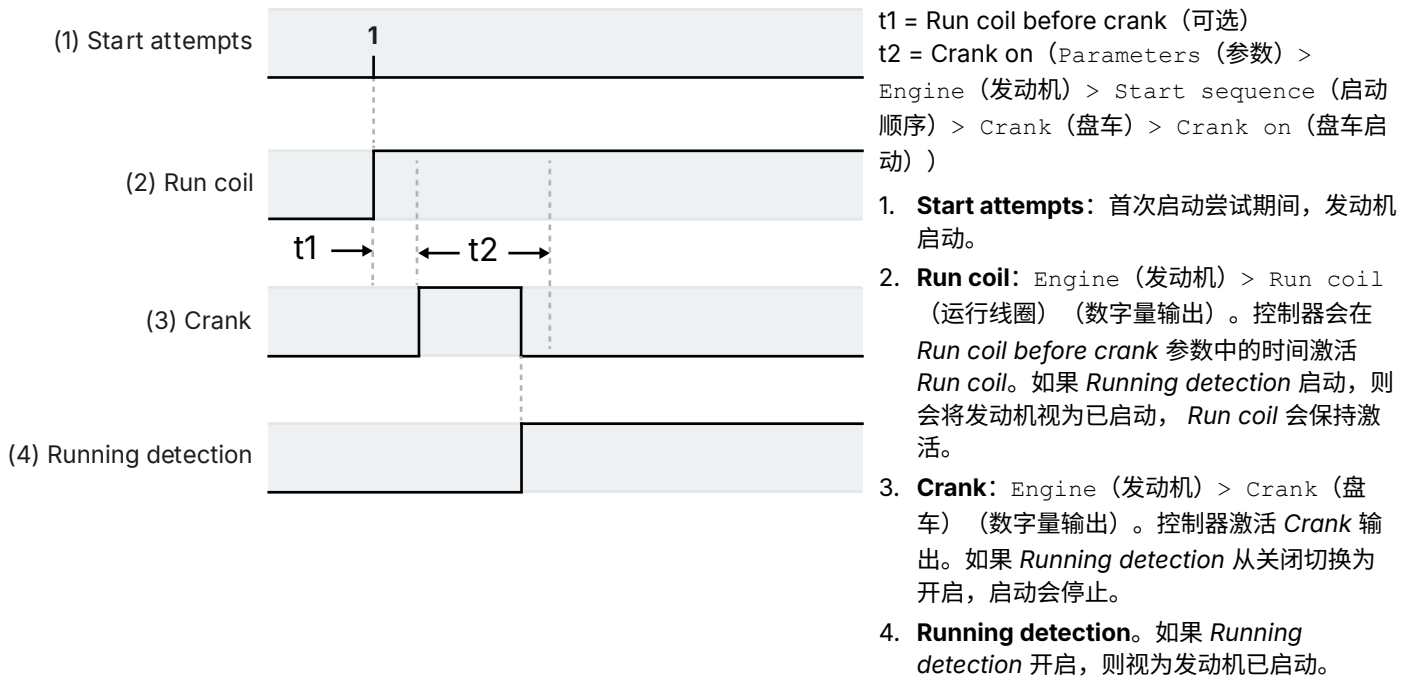 (1) Start attempts
1
(2) Run coil
t1
t2
(3) Crank
(4) Running detection
t1 = Run coil before crank（可选）
t2 = Crank on（Parameters（参数）>
Engine（发动机）> Start sequence（启动
顺序）> Crank（盘车）> Crank on（盘车启
动））
1. Start attempts：首次启动尝试期间，发动机
启动。
2. Run coil：Engine（发动机）> Run coil
（运行线圈）（数字量输出）。控制器会在
Run coil before crank 参数中的时间激活
Run coil。如果 Running detection 启动，则
会将发动机视为已启动， Run coil 会保持激
活。
3. Crank：Engine（发动机）> Crank（盘
车）（数字量输出）。控制器激活 Crank 输
出。如果 Running detection 从关闭切换为
开启，启动会停止。
4. Running detection。如果 Running
detection 开启，则视为发动机已启动。